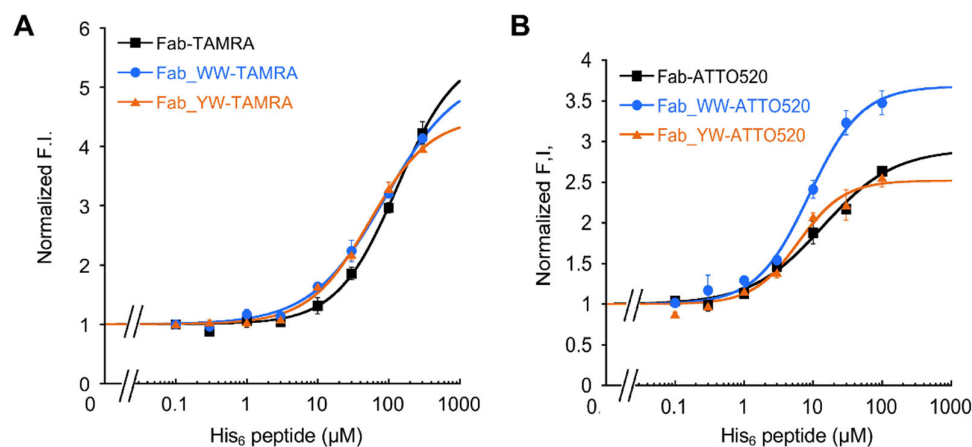 A
Fab-TAMRA
Fab_WW-TAMRA
Fab_YW-TAMRA
Normalized F.I.
6
5
4
3
2
1
0
0 0.1 1 10 100 1000
His₆ peptide (µM)
B
Fab-ATTO520
Fab_WW-ATTO520
Fab_YW-ATTO520
Normalized F,I,
4
3.5
3
2.5
2
1.5
1
0.5
0
0. 0.1 1 10 100 1000
His₆ peptide (µM)